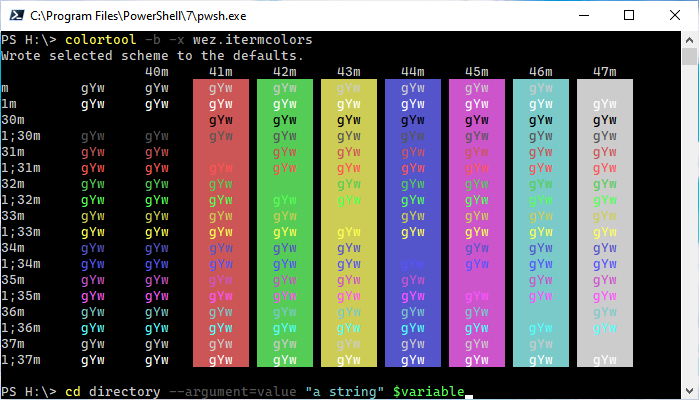 C:\Program Files\PowerShell\7\pwsh.exe
PS H:\> colortool -b -x wez.itermcolors
Wrote selected scheme to the defaults.
40m 41m 42m 43m 44m 45m 46m 47m
m gYw gYw gYw gYw gYw gYw gYw gYw
1m gYw gYw gYw gYw gYw gYw gYw gYw gYw
30m gYw gYw gYw gYw gYw gYw gYw
1;30m gYw gYw gYw gYw gYw gYw gYw gYw gYw
31m gYw gYw gYw gYw gYw gYw gYw gYw
1;31m gYw gYw gYw gYw gYw gYw gYw gYw gYw
32m gYw gYw gYw gYw gYw gYw gYw gYw
1;32m gYw gYw gYw gYw gYw gYw gYw gYw gYw
33m gYw gYw gYw gYw gYw gYw gYw gYw
1;33m gYw gYw gYw gYw gYw gYw gYw gYw gYw
34m gYw gYw gYw gYw gYw gYw gYw gYw
1;34m gYw gYw gYw gYw gYw gYw gYw gYw gYw
35m gYw gYw gYw gYw gYw gYw gYw gYw
1;35m gYw gYw gYw gYw gYw gYw gYw gYw gYw
36m gYw gYw gYw gYw gYw gYw gYw gYw
1;36m gYw gYw gYw gYw gYw gYw gYw gYw gYw
37m gYw gYw gYw gYw gYw gYw gYw gYw
1;37m gYw gYw gYw gYw gYw gYw gYw gYw gYw
PS H:\> cd directory --argument=value "a string" $variable